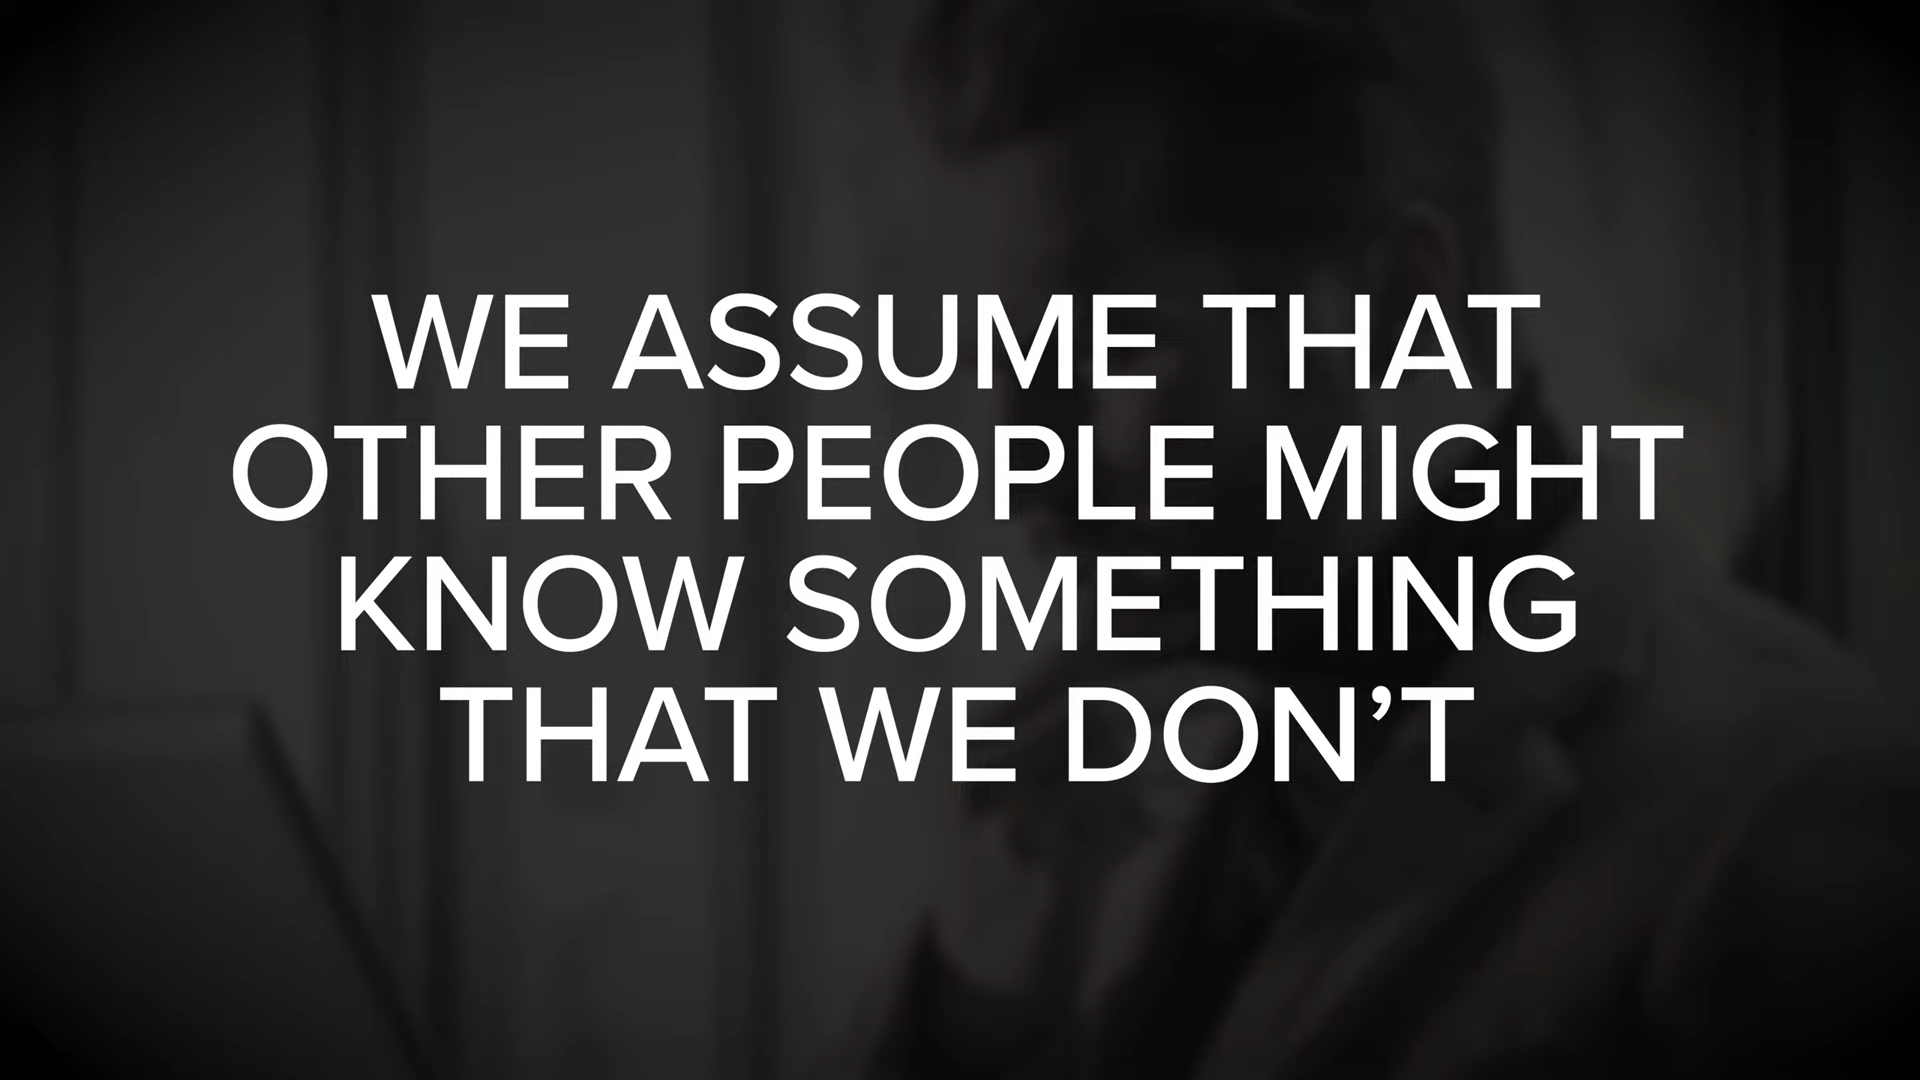 WE ASSUME THAT
OTHER PEOPLE MIGHT
KNOW SOMETHING
THAT WE DON’T